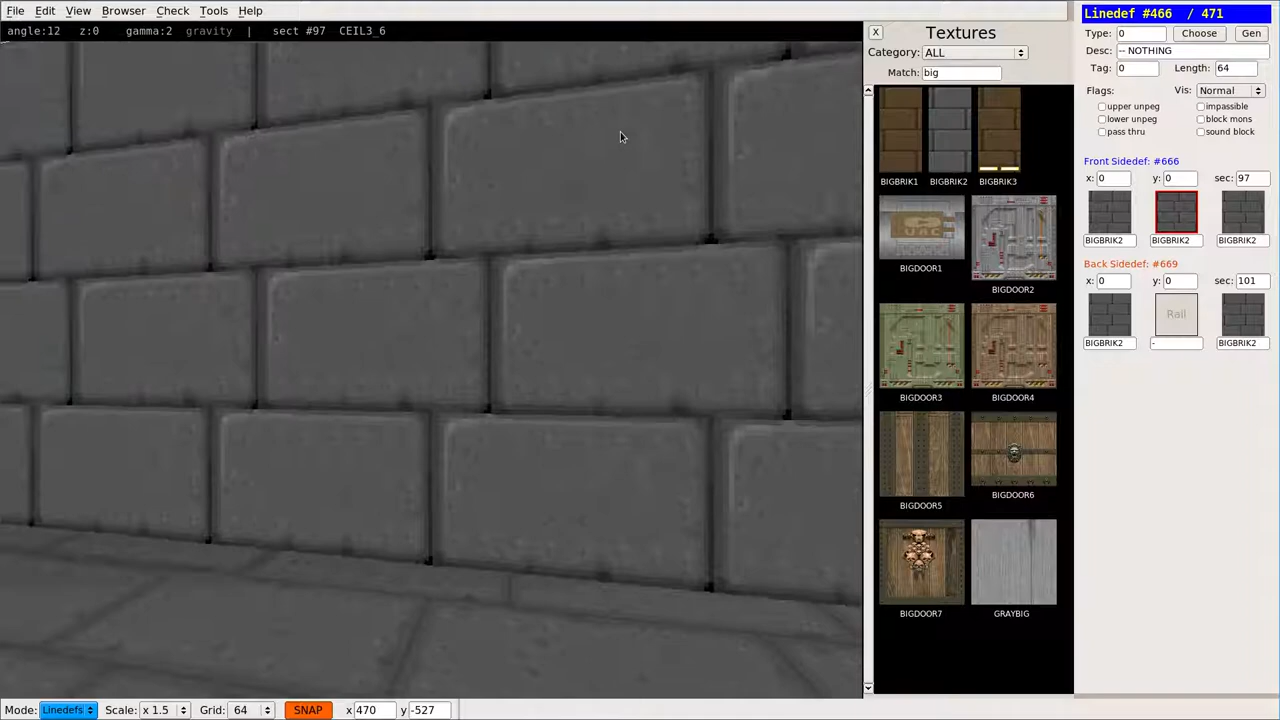 File Edit View Browser Check Tools Help
angle:12 z:0 gamma:2 gravity | sect #97 CEIL3_6
X Textures
Category: ALL
Match: big
BIGBRIK1 BIGBRIK2 BIGBRIK3
UAC
BIGDOOR1 BIGDOOR2
BIGDOOR3 BIGDOOR4
BIGDOOR5 BIGDOOR6
BIGDOOR7 GRAYBIG
Linedef #466 / 471
Type: 0 Choose Gen
Desc: -- NOTHING
Tag: 0 Length: 64
Flags: Vis: Normal
upper unpeg impassible
lower unpeg block mons
pass thru sound block
Front Sidedef: #666
x: 0 y: 0 sec: 97
BIGBRIK2 BIGBRIK2 BIGBRIK2
Back Sidedef: #669
x: 0 y: 0 sec: 101
Rail
BIGBRIK2 - BIGBRIK2
Mode: Linedefs Scale: x 1.5 Grid: 64 SNAP x 470 y -527